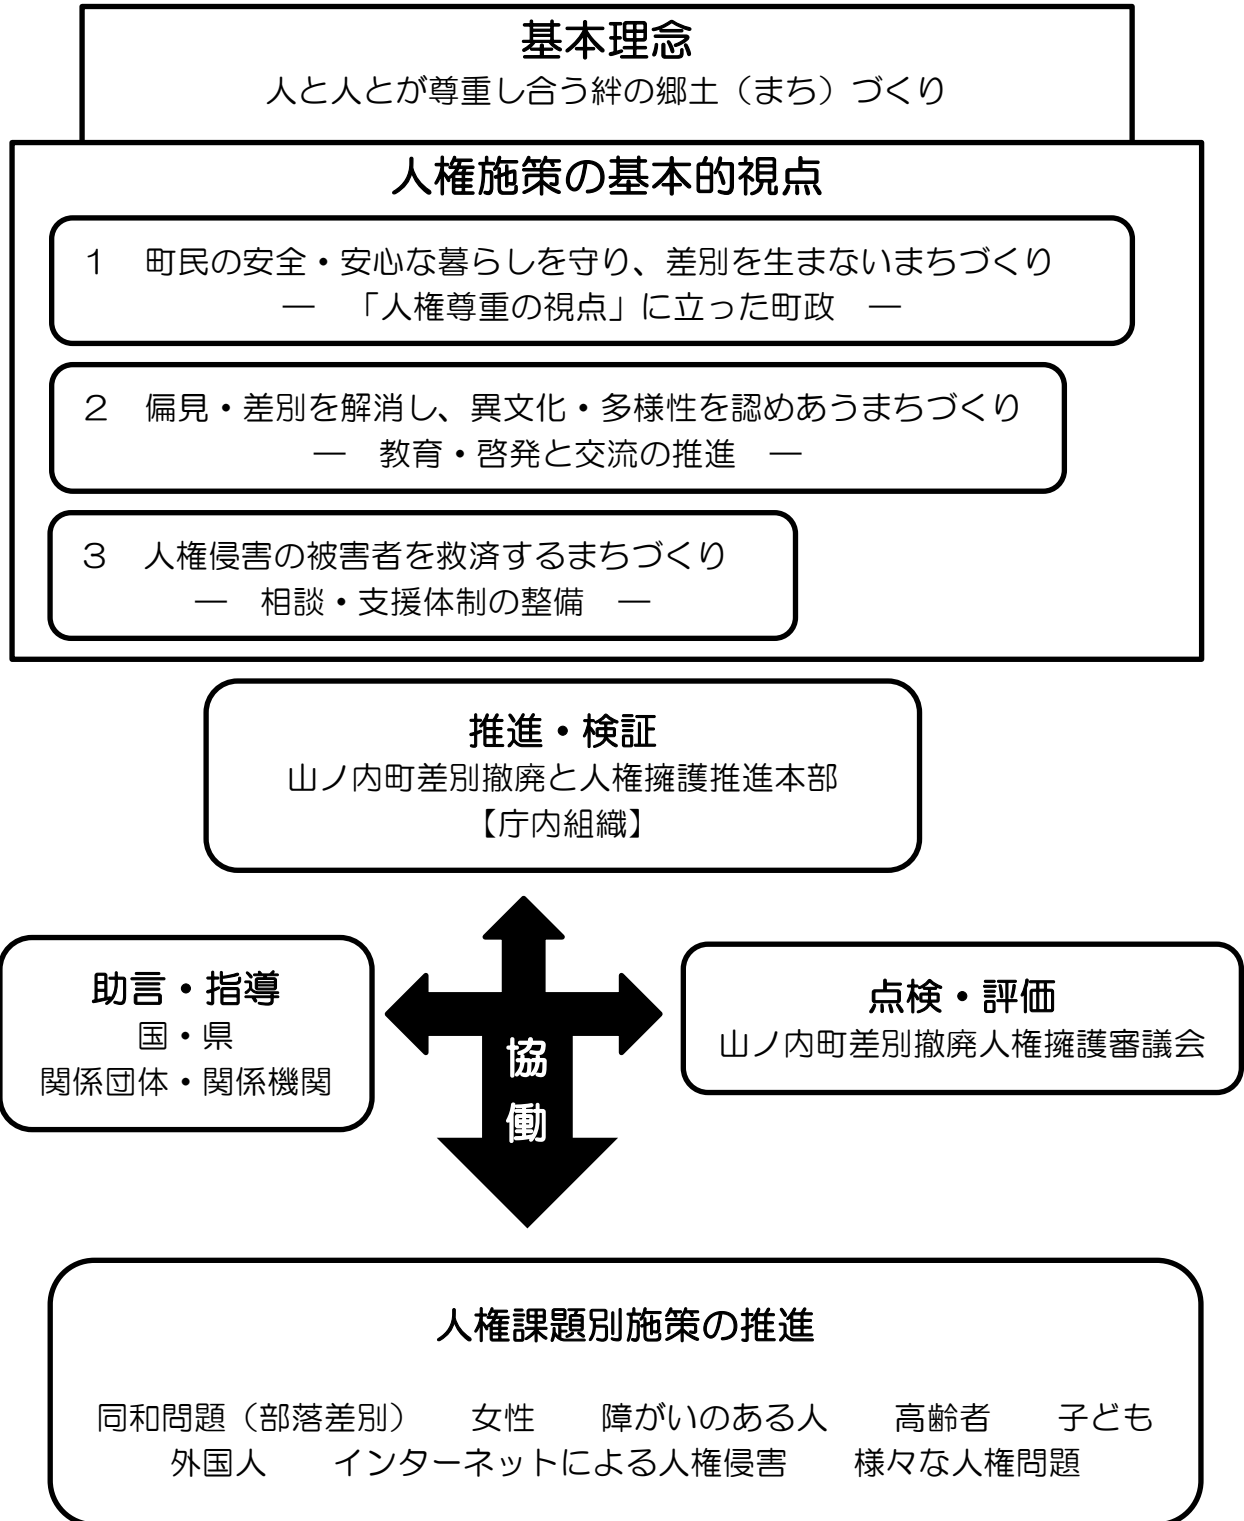 基本理念
人と人とが尊重し合う絆の郷土（まち）づくり
人権施策の基本的視点
１　町民の安全・安心な暮らしを守り、差別を生まないまちづくり
―　「人権尊重の視点」に立った町政　―
２　偏見・差別を解消し、異文化・多様性を認めあうまちづくり
―　教育・啓発と交流の推進　―
３　人権侵害の被害者を救済するまちづくり
―　相談・支援体制の整備　―
推進・検証
山ノ内町差別撤廃と人権擁護推進本部
【庁内組織】
助言・指導
国・県
関係団体・関係機関
協
働
点検・評価
山ノ内町差別撤廃人権擁護審議会
人権課題別施策の推進
同和問題（部落差別）　女性　障がいのある人　高齢者　子ども
外国人　インターネットによる人権侵害　様々な人権問題